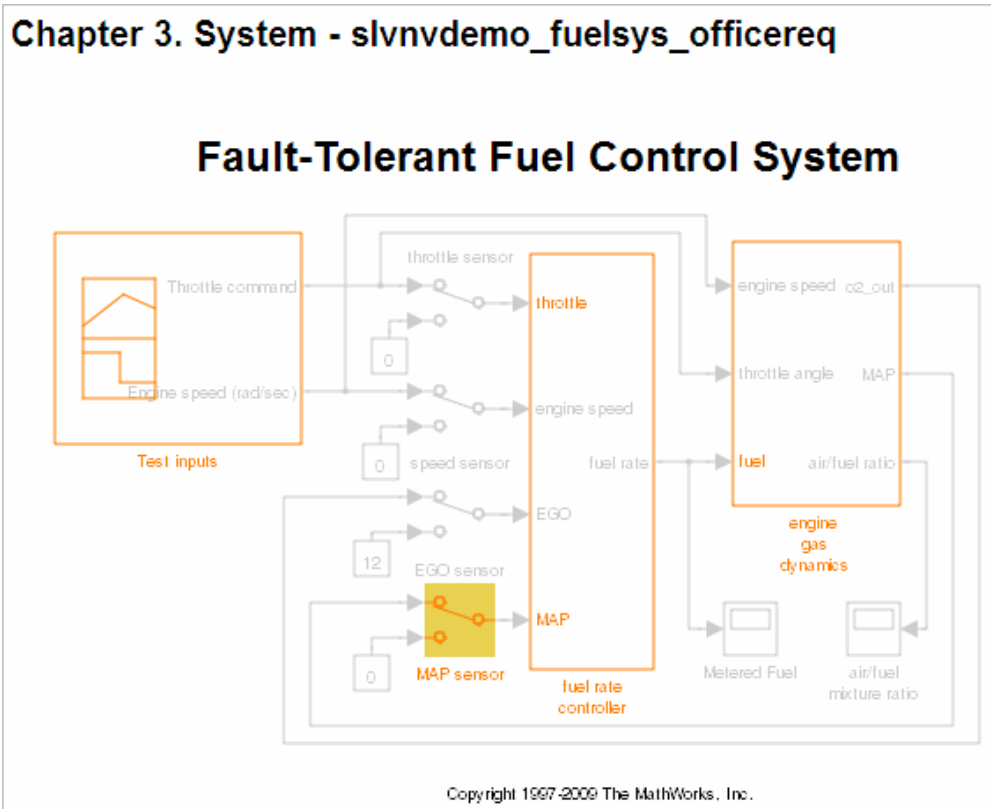 Chapter 3. System - slvnvdemo_fuelsys_officereq
Fault-Tolerant Fuel Control System
Throttle command
Engine speed (rad/sec)
Test inputs
throttle sensor
0
0
speed sensor
12
EGO sensor
0
MAP sensor
throttle
engine speed
fuel rate
EGO
MAP
fuel rate
controller
engine speed
o2_out
throttle angle
MAP
fuel
air/fuel ratio
engine
gas
dynamics
Metered Fuel
air/fuel
mixture ratio
Copyright 1997-2009 The MathWorks, Inc.